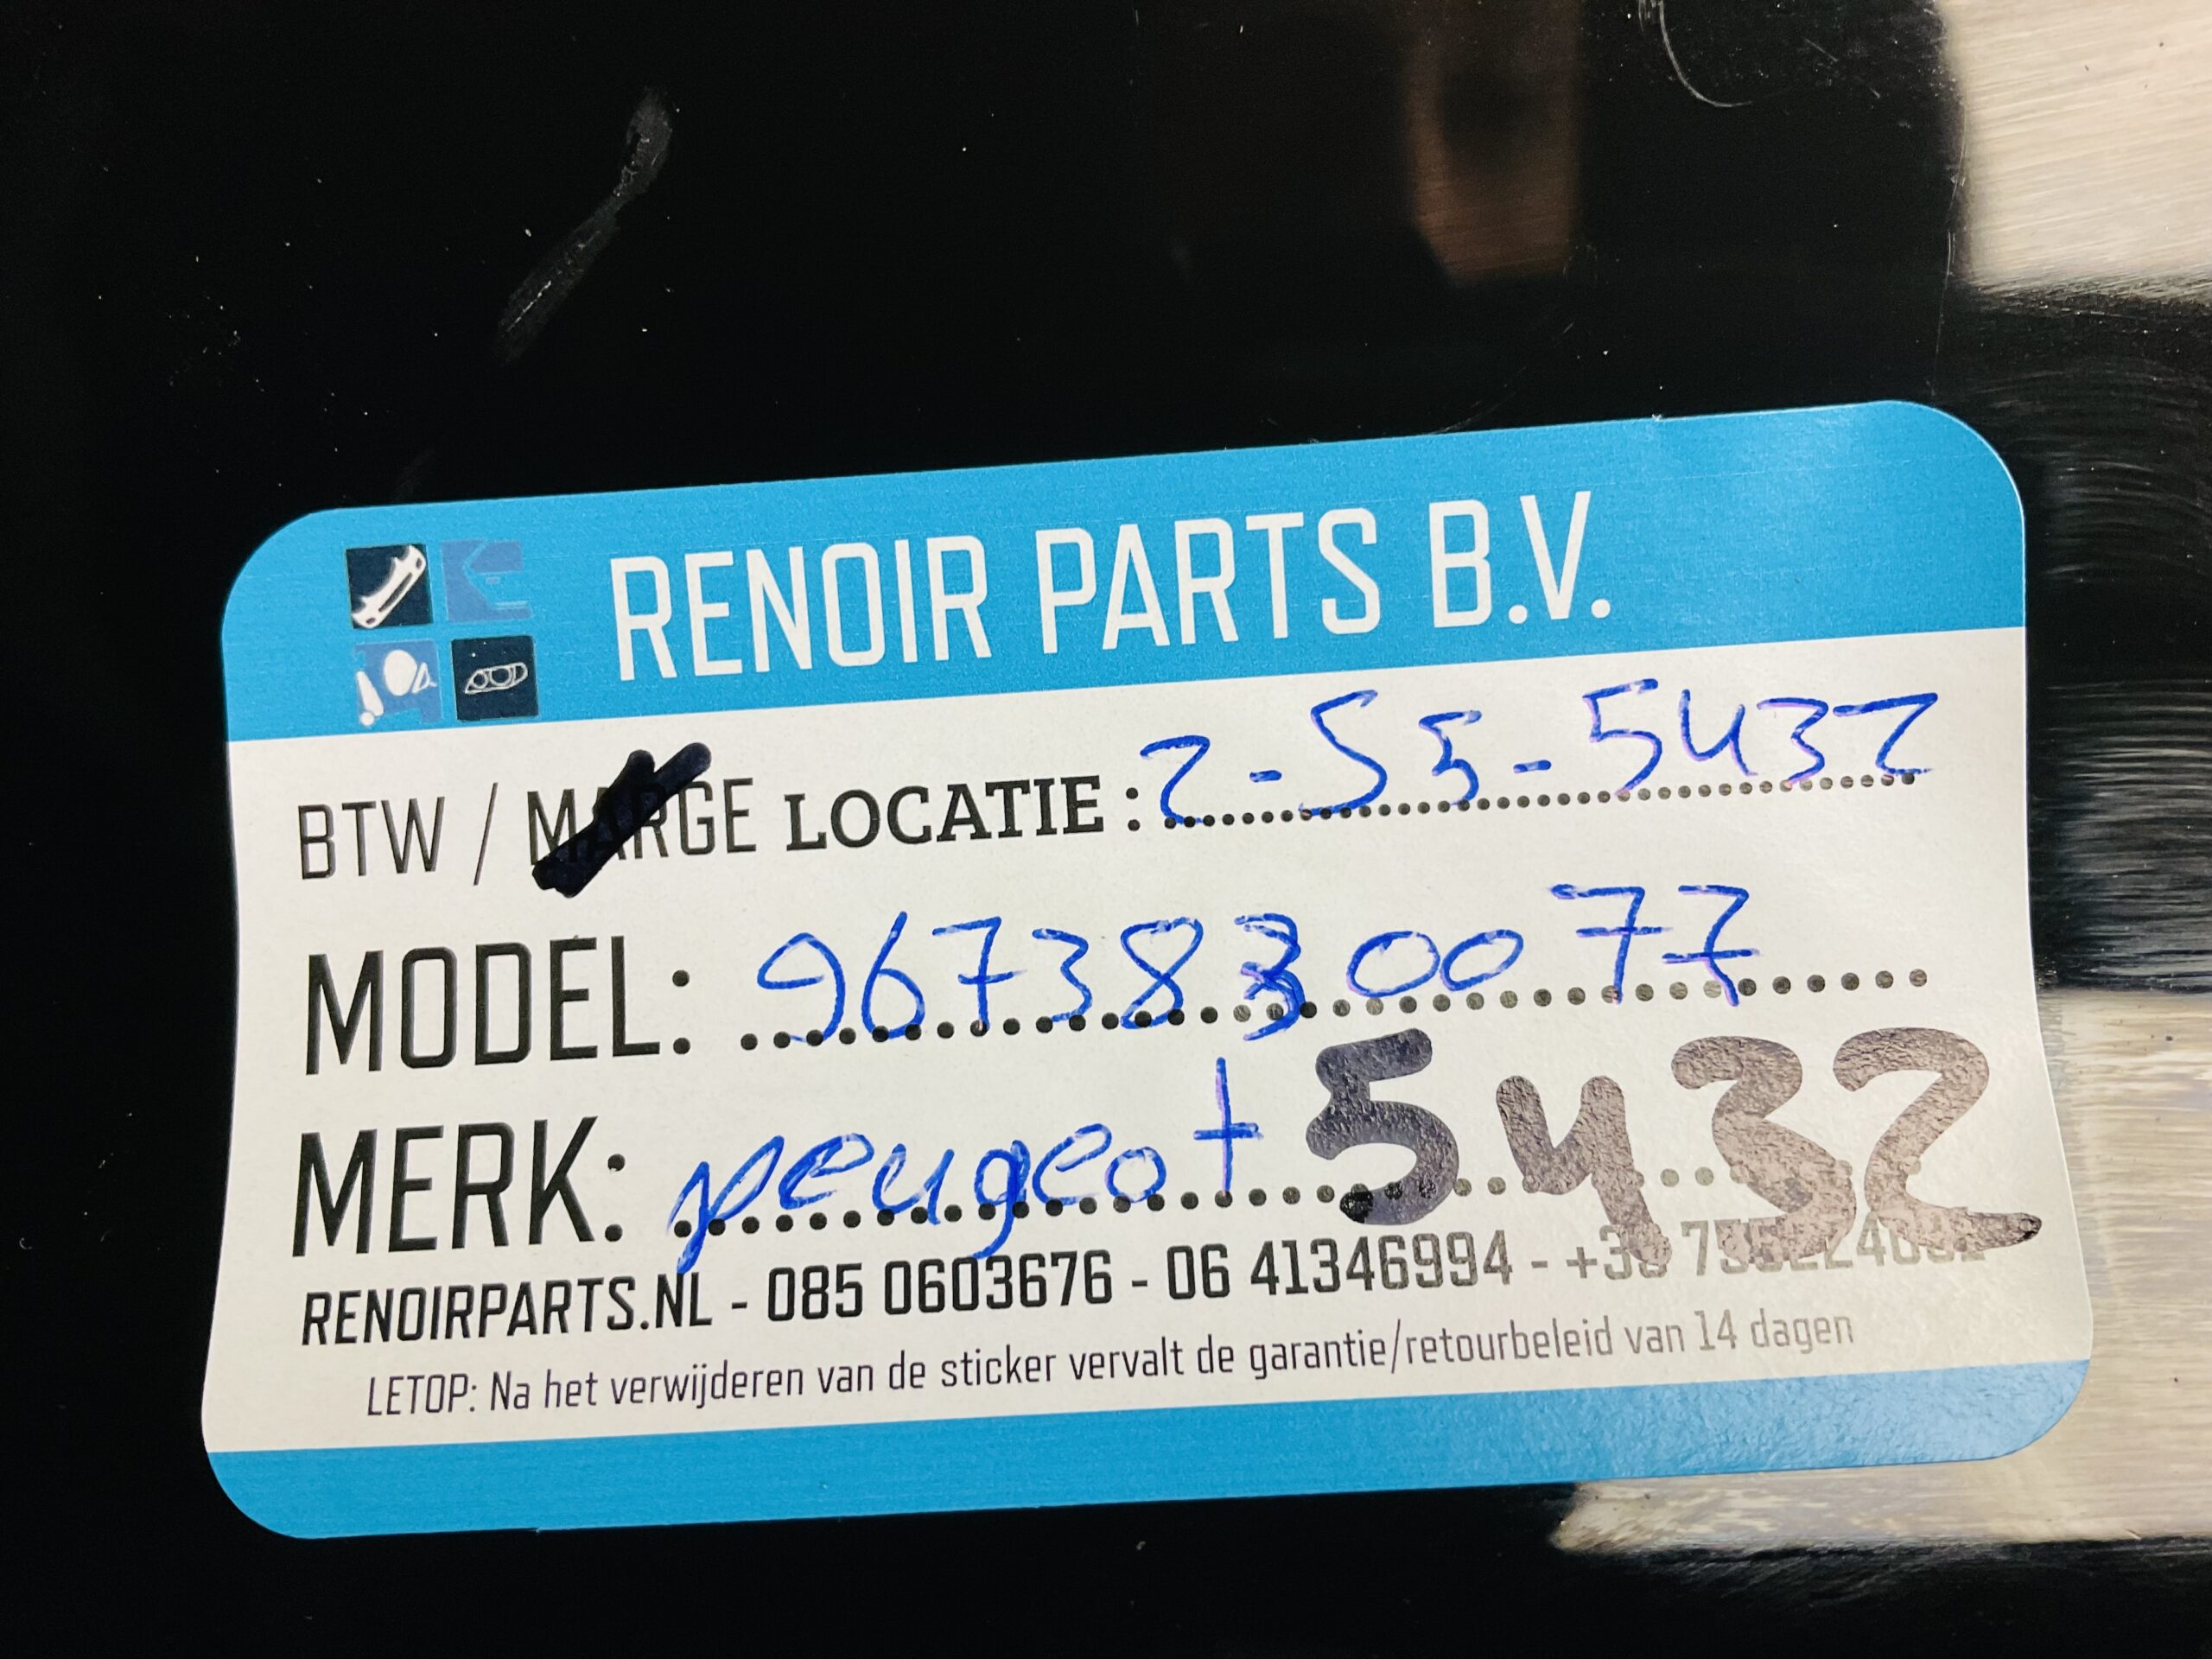 RENOIR PARTS B.V.
BTW / MARGE LOCATIE : 2-S5-5432
MODEL: 9673830077
MERK: peugeot 5432
RENOIRPARTS.NL - 085 0603676 - 06 41346994 -
LETOP: Na het verwijderen van de sticker vervalt de garantie/retourbeleid van 14 dagen